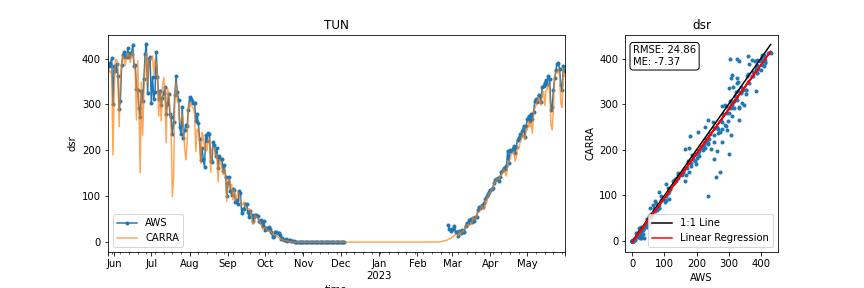 TUN
dsr
400
300
200
100
0
dsr
AWS
CARRA
Jun Jul Aug Sep Oct Nov Dec Jan Feb Mar Apr May
2023
time
dsr
RMSE: 24.86
ME: -7.37
400
300
200
100
0
CARRA
1:1 Line
Linear Regression
0 100 200 300 400
AWS